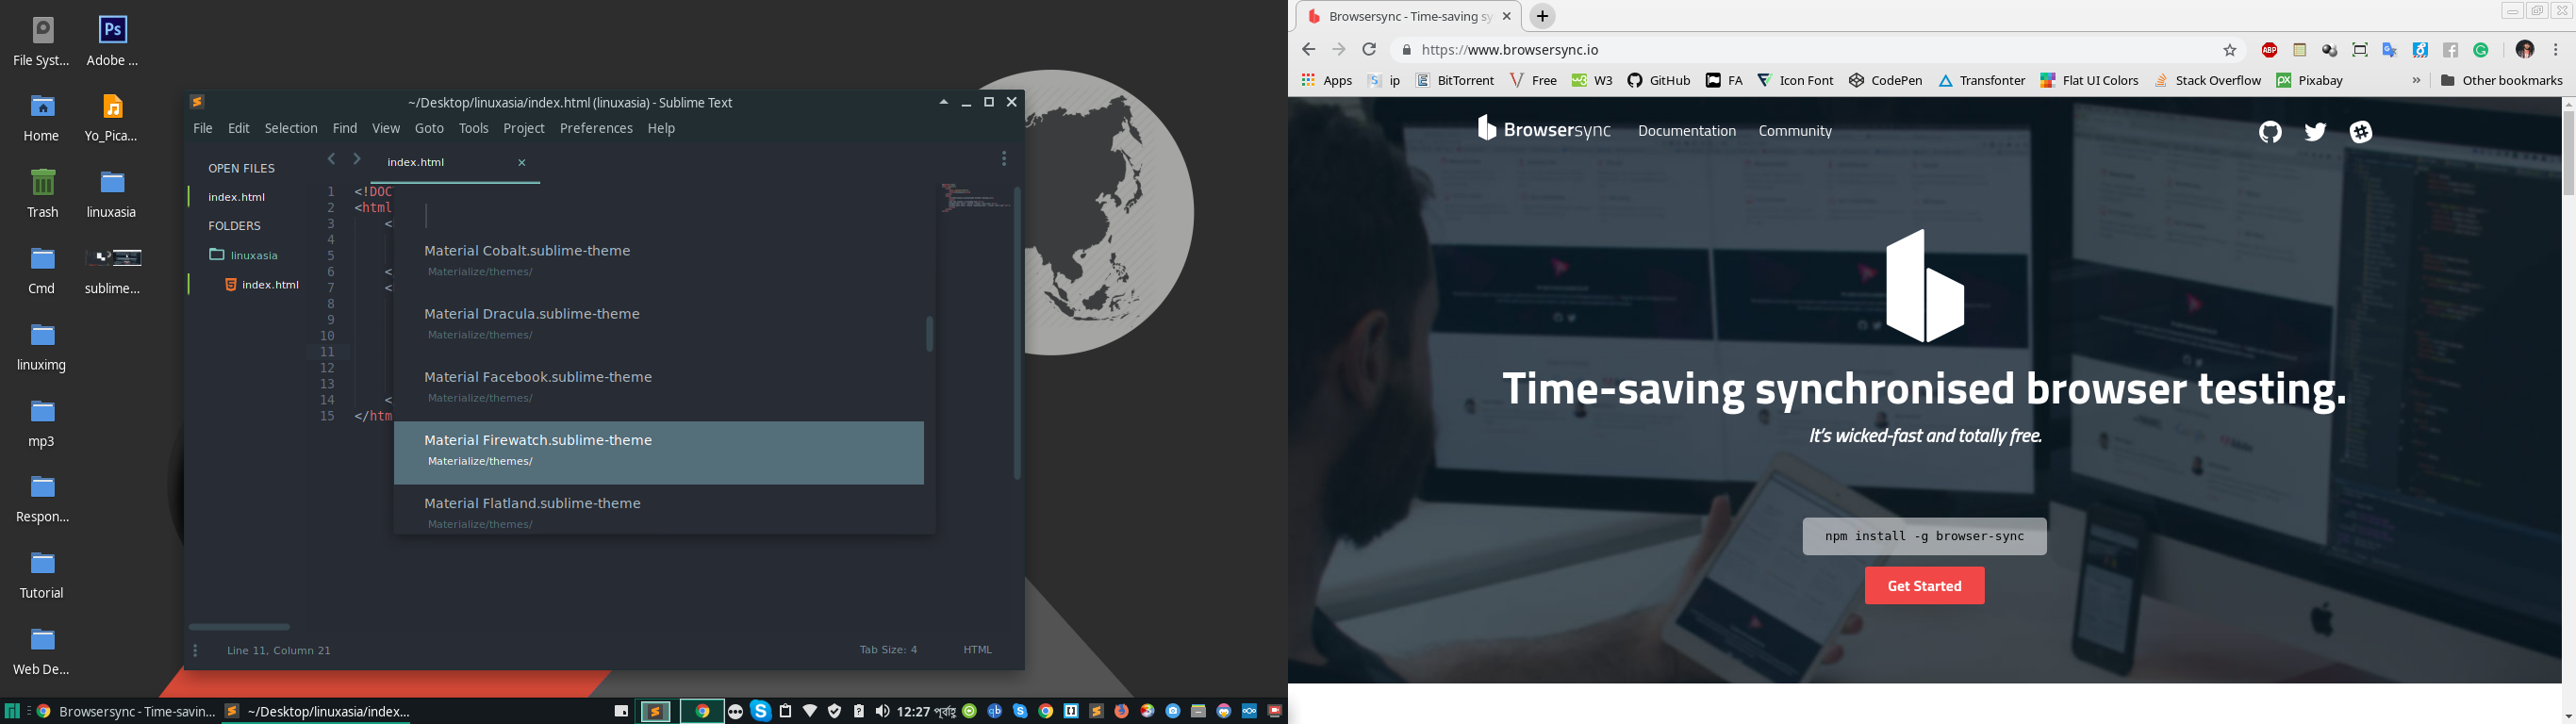 File Syst...
Adobe ...
Home
Yo_Pica...
Trash
linuxasia
Cmd
sublime...
linuximg
mp3
Respon...
Tutorial
Web De...
~/Desktop/linuxasia/index.html (linuxasia) - Sublime Text
File Edit Selection Find View Goto Tools Project Preferences Help
OPEN FILES
index.html
FOLDERS
linuxasia
index.html
index.html
1 <!DOC
2 <html
3 <
4
5
6 <
7 <
8
9
10
11
12
13
14 <
15 </htm
Material Cobalt.sublime-theme
Materialize/themes/
Material Dracula.sublime-theme
Materialize/themes/
Material Facebook.sublime-theme
Materialize/themes/
Material Firewatch.sublime-theme
Materialize/themes/
Material Flatland.sublime-theme
Materialize/themes/
Line 11, Column 21 Tab Size: 4 HTML
Browsersync - Time-savin... ~/Desktop/linuxasia/index... 12:27
Browsersync - Time-saving sy
https://www.browsersync.io
Apps ip BitTorrent Free W3 GitHub FA Icon Font CodePen Transfonter Flat UI Colors Stack Overflow Pixabay » Other bookmarks
Browsersync Documentation Community
Time-saving synchronised browser testing.
It's wicked-fast and totally free.
npm install -g browser-sync
Get Started